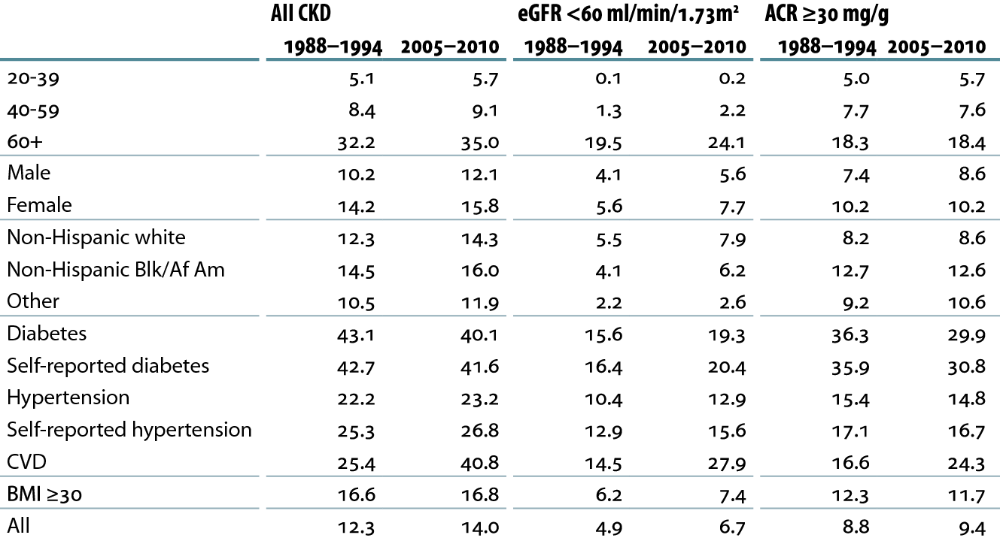 All CKD eGFR <60 ml/min/1.73m² ACR ≥30 mg/g
1988–1994 2005–2010 1988–1994 2005–2010 1988–1994 2005–2010
20-39 5.1 5.7 0.1 0.2 5.0 5.7
40-59 8.4 9.1 1.3 2.2 7.7 7.6
60+ 32.2 35.0 19.5 24.1 18.3 18.4
Male 10.2 12.1 4.1 5.6 7.4 8.6
Female 14.2 15.8 5.6 7.7 10.2 10.2
Non-Hispanic white 12.3 14.3 5.5 7.9 8.2 8.6
Non-Hispanic Blk/Af Am 14.5 16.0 4.1 6.2 12.7 12.6
Other 10.5 11.9 2.2 2.6 9.2 10.6
Diabetes 43.1 40.1 15.6 19.3 36.3 29.9
Self-reported diabetes 42.7 41.6 16.4 20.4 35.9 30.8
Hypertension 22.2 23.2 10.4 12.9 15.4 14.8
Self-reported hypertension 25.3 26.8 12.9 15.6 17.1 16.7
CVD 25.4 40.8 14.5 27.9 16.6 24.3
BMI ≥30 16.6 16.8 6.2 7.4 12.3 11.7
All 12.3 14.0 4.9 6.7 8.8 9.4